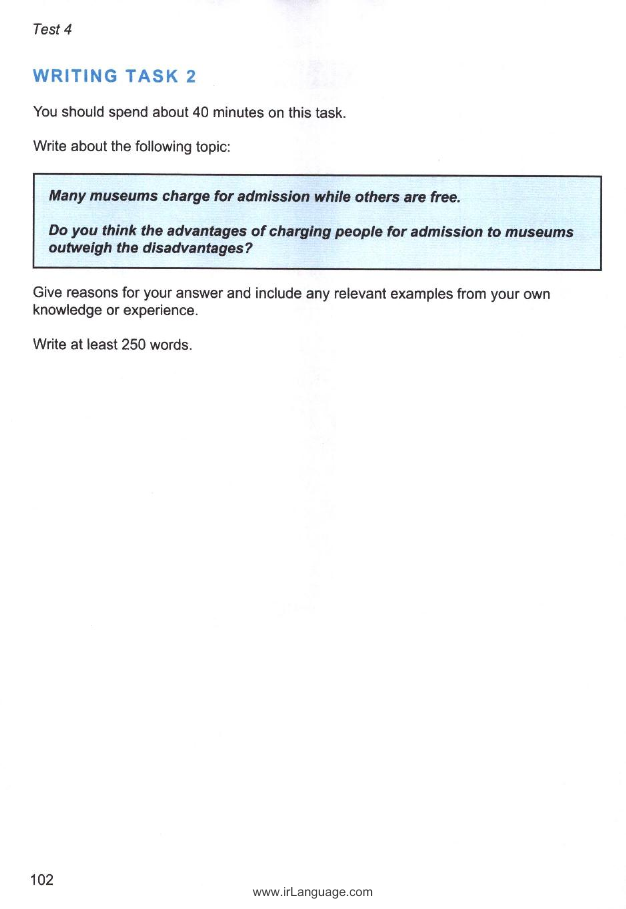 Test 4
WRITING TASK 2
You should spend about 40 minutes on this task.
Write about the following topic:
Many museums charge for admission while others are free.
Do you think the advantages of charging people for admission to museums
outweigh the disadvantages?
Give reasons for your answer and include any relevant examples from your own
knowledge or experience.
Write at least 250 words.
102
www.irLanguage.com